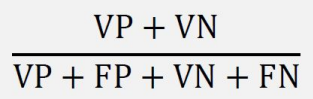 VP + VN
VP + FP + VN + FN